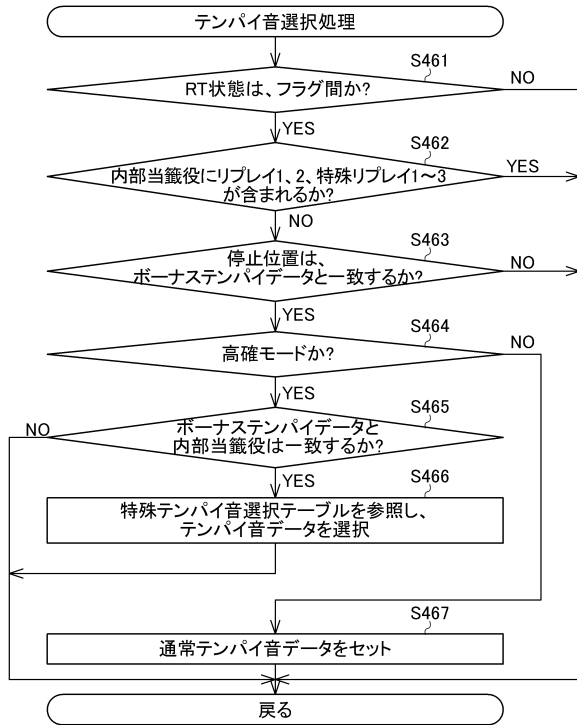 テンパイ音選択処理
S461
RT状態は、フラグ間か?
NO
YES
S462
内部当籤役にリプレイ1、2、特殊リプレイ1～3
が含まれるか?
YES
NO
S463
停止位置は、
ボーナステンパイデータと一致するか?
NO
YES
S464
高確モードか?
NO
YES
S465
ボーナステンパイデータと
内部当籤役は一致するか?
NO
YES
S466
特殊テンパイ音選択テーブルを参照し、
テンパイ音データを選択
S467
通常テンパイ音データをセット
戻る